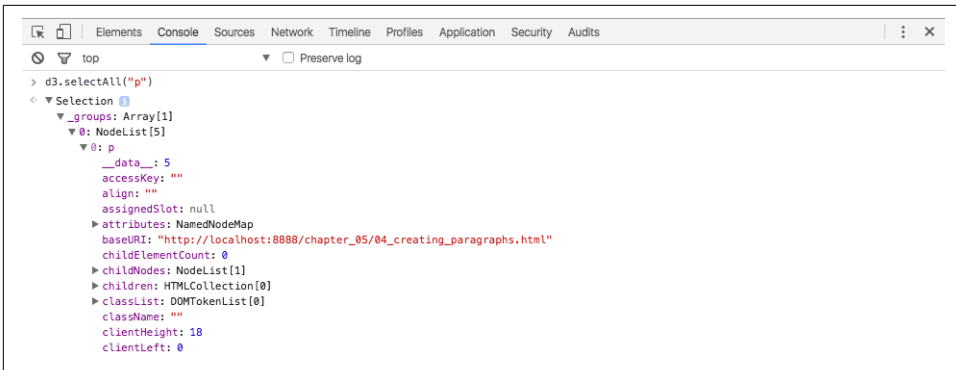 Elements Console Sources Network Timeline Profiles Application Security Audits
top Preserve log
> d3.selectAll("p")
Selection i
_groups: Array[1]
0: NodeList[5]
0: p
__data__: 5
accessKey: ""
align: ""
assignedSlot: null
attributes: NamedNodeMap
baseURI: "http://localhost:8888/chapter_05/04_creating_paragraphs.html"
childElementCount: 0
childNodes: NodeList[1]
children: HTMLCollection[0]
classList: DOMTokenList[0]
className: ""
clientHeight: 18
clientLeft: 0